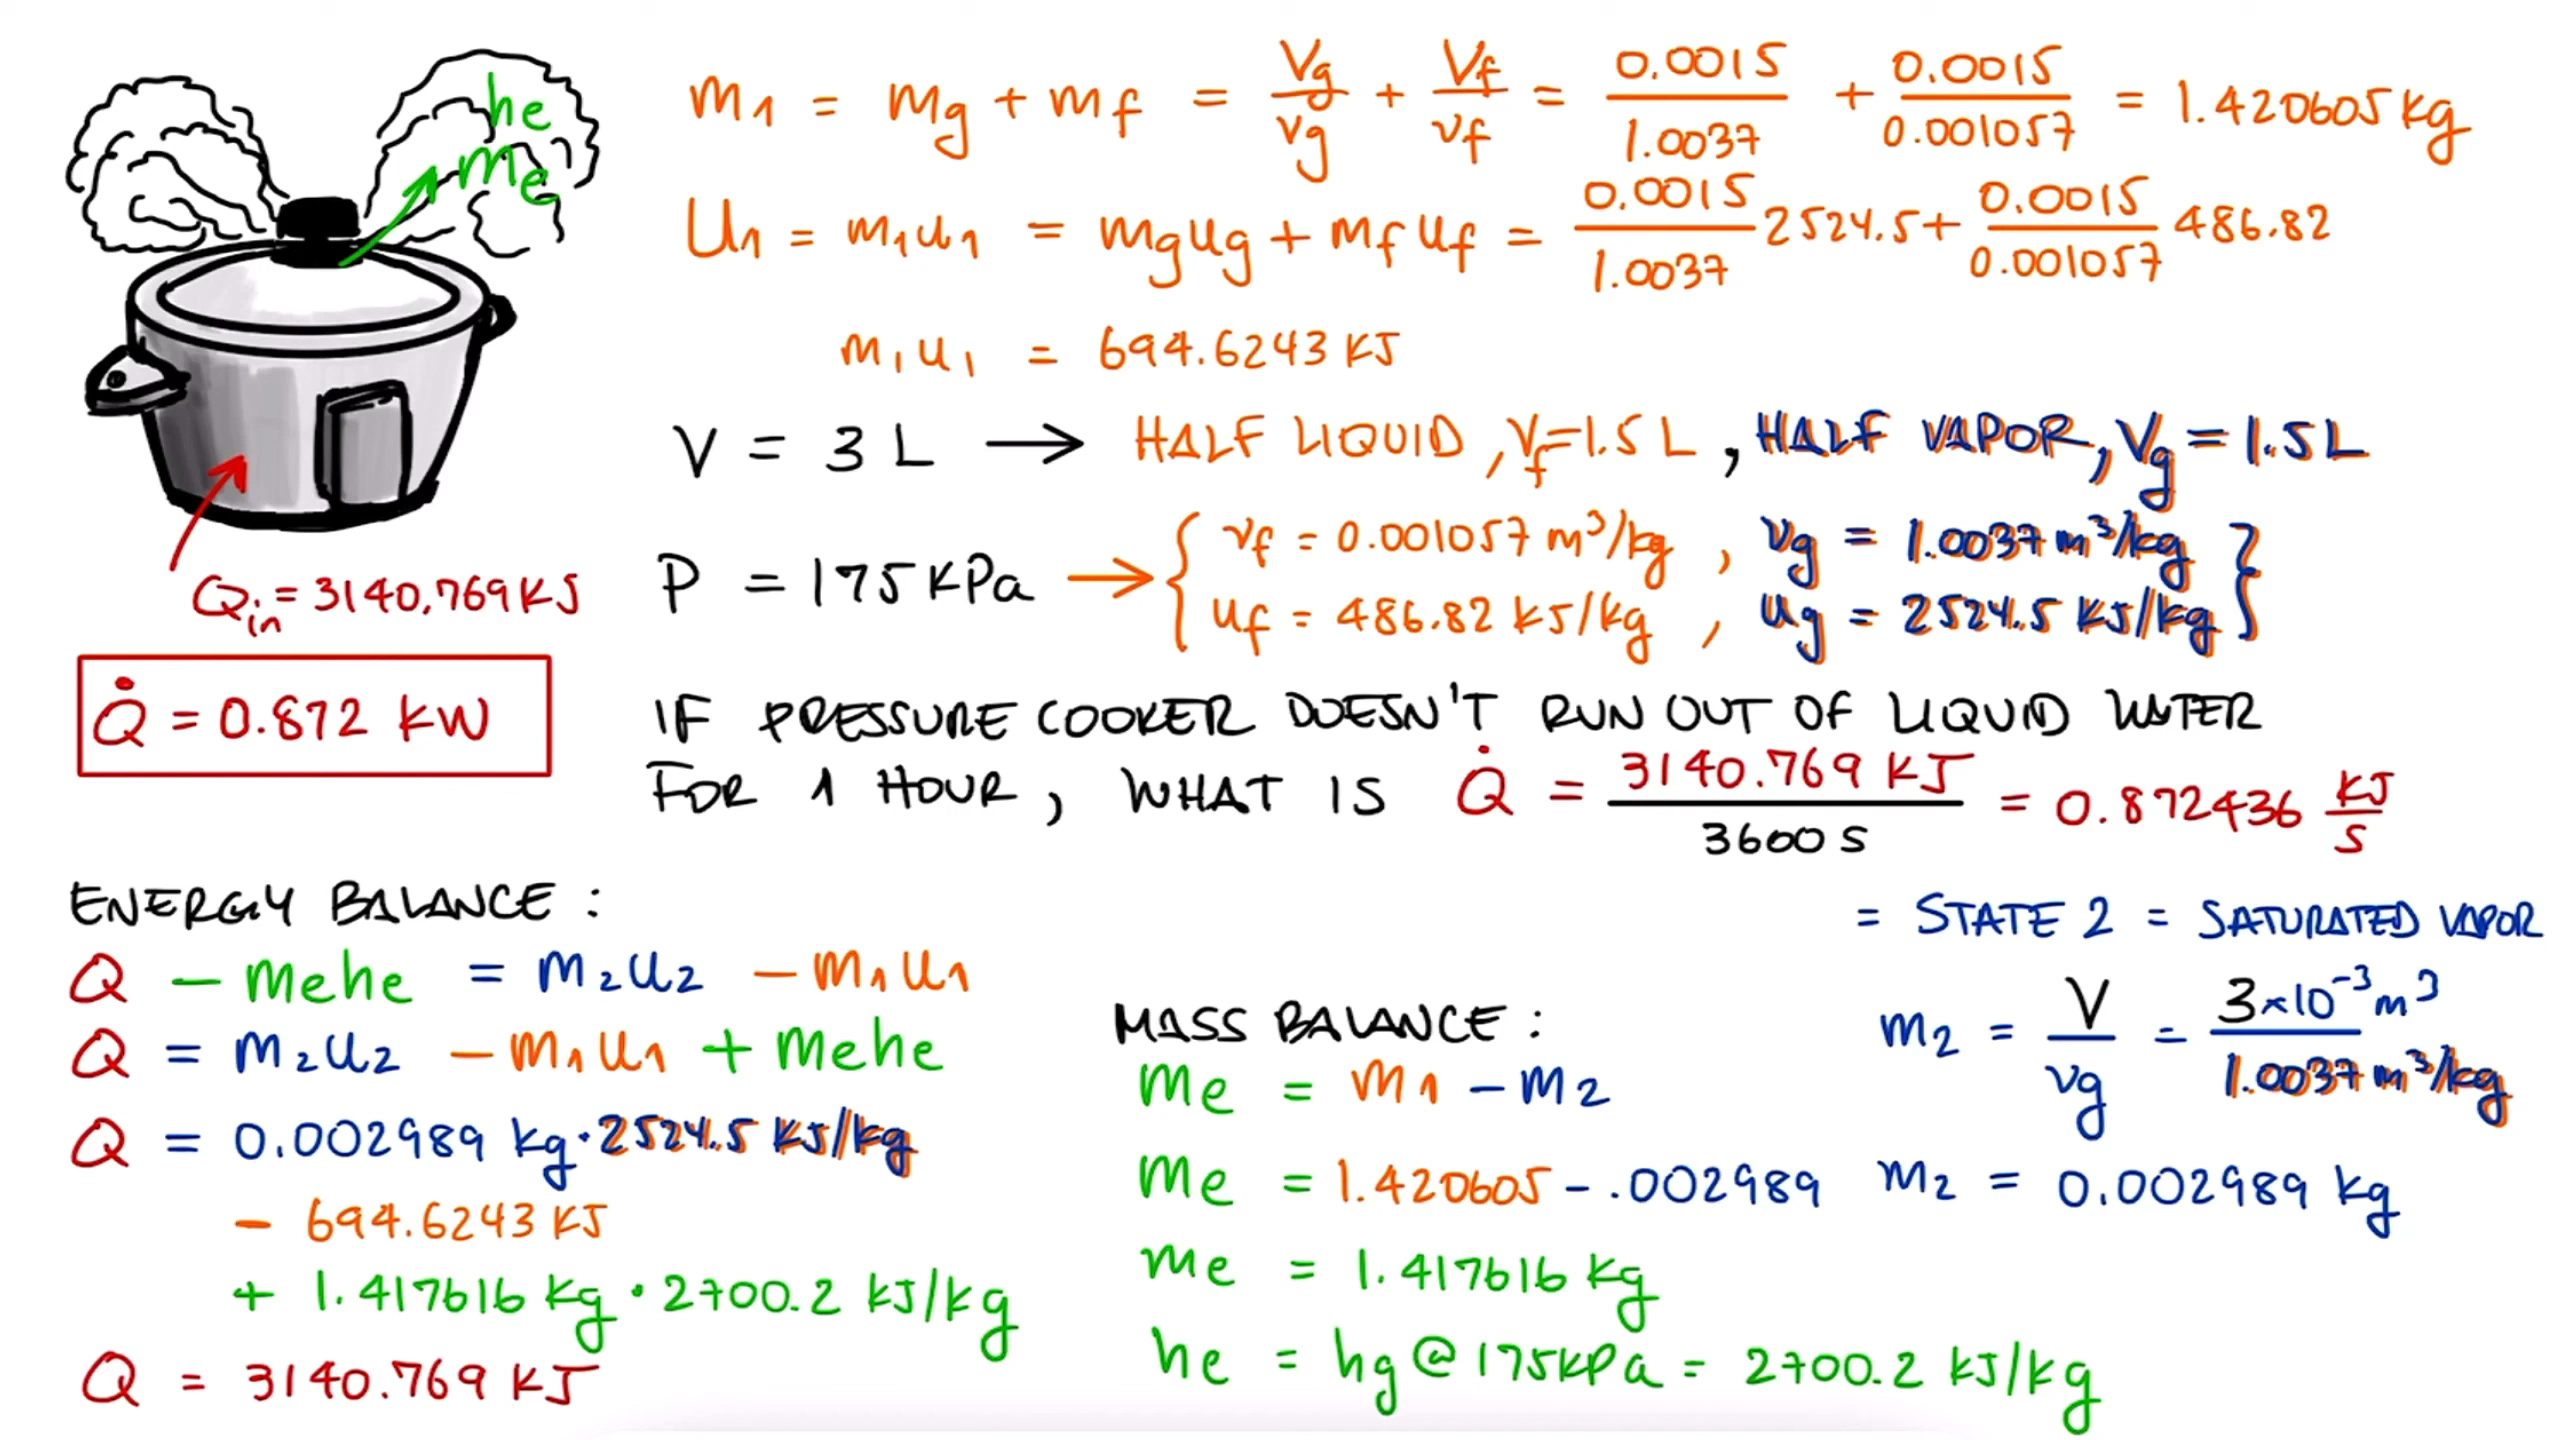 he
me
m1 = mg + mf = Vg/vg + Vf/vf = 0.0015/1.0037 + 0.0015/0.001057 = 1.420605 kg
U1 = m1u1 = mgug + mfuf = 0.0015/1.0037 2524.5 + 0.0015/0.001057 486.82
m1u1 = 694.6243 KJ
V = 3 L → HALF LIQUID, Vf=1.5 L, HALF VAPOR, Vg = 1.5L
P = 175 KPa → { vf = 0.001057 m³/kg , vg = 1.0037 m³/kg }
uf = 486.82 KJ/kg , ug = 2524.5 KJ/kg
Qin = 3140.769 KJ
Q̇ = 0.872 KW
IF PRESSURE COOKER DOESN'T RUN OUT OF LIQUID WATER
FOR 1 HOUR, WHAT IS Q̇ = 3140.769 KJ/3600 s = 0.872436 KJ/s
ENERGY BALANCE :
Q − mehe = m2u2 − m1u1
Q = m2u2 − m1u1 + mehe
Q = 0.002989 kg · 2524.5 KJ/kg
− 694.6243 KJ
+ 1.417616 kg · 2700.2 KJ/kg
Q = 3140.769 KJ
MASS BALANCE :
me = m1 − m2
me = 1.420605 − .002989
me = 1.417616 kg
he = hg @ 175KPa = 2700.2 KJ/kg
= STATE 2 = SATURATED VAPOR
m2 = V/vg = 3×10⁻³ m³/1.0037 m³/kg
m2 = 0.002989 kg